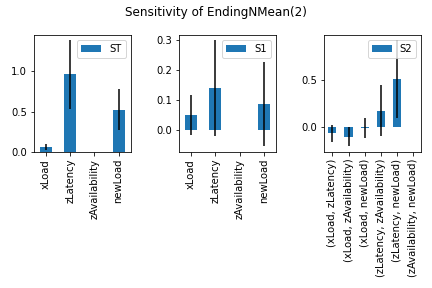 Sensitivity of EndingNMean(2)
ST
1.0
0.5
0.0
xLoad
zLatency
zAvailability
newLoad
S1
0.3
0.2
0.1
0.0
xLoad
zLatency
zAvailability
newLoad
S2
0.5
0.0
(xLoad, zLatency)
(xLoad, zAvailability)
(xLoad, newLoad)
(zLatency, zAvailability)
(zLatency, newLoad)
(zAvailability, newLoad)